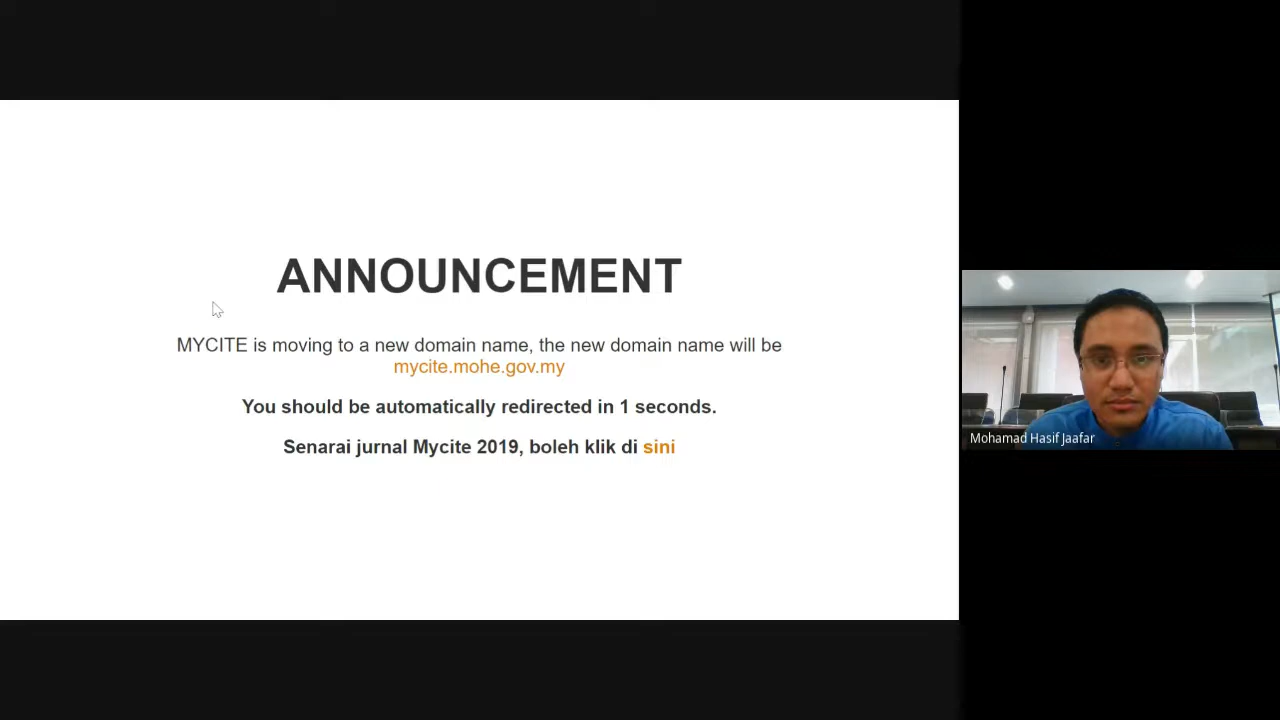 ANNOUNCEMENT
MYCITE is moving to a new domain name, the new domain name will be
mycite.mohe.gov.my
You should be automatically redirected in 1 seconds.
Senarai jurnal Mycite 2019, boleh klik di sini
Mohamad Hasif Jaafar